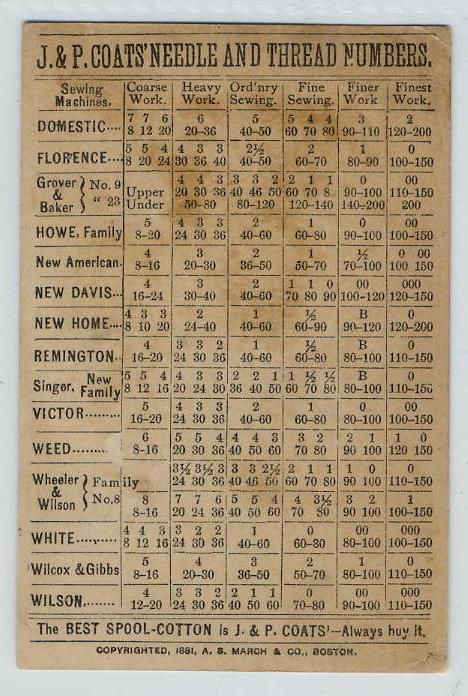 J. & P. COATS' NEEDLE AND THREAD NUMBERS.
Sewing Machines. Coarse Work. Heavy Work. Ord'nry Sewing. Fine Sewing. Finer Work. Finest Work.
DOMESTIC.... 7 7 6 6 5 5 4 4 3 2
8 12 20 20–36 40–50 60 70 80 90–110 120–200
FLORENCE.... 5 5 4 4 3 3 2½ 2 1 0
8 20 24 30 36 40 40–50 60–70 80–90 100–150
Grover & Baker } No. 9 4 4 3 3 3 2 2 1 1 0 00
" 23 Upper 20 30 36 40 46 50 60 70 8 90–100 110–150
Under 50–80 80–120 120–140 140–200 200
HOWE, Family 5 4 3 3 2 1 0 00
8–20 24 30 36 40–60 60–80 90–100 100–150
New American. 4 3 2 1 ½ 0 00
8–16 20–30 36–50 50–70 70–100 100 150
NEW DAVIS... 4 3 2 1 1 0 00 000
16–24 30–40 40–60 70 80 90 100–120 120–150
NEW HOME... 4 3 3 2 1 ½ B 0
8 10 20 24–40 40–60 60–90 90–120 120–200
REMINGTON.. 4 3 3 2 1 ½ B 0
16–20 24 30 36 40–60 60–80 80–100 110–150
Singer, New Family 5 5 4 4 3 3 2 2 1 1 ½ ½ B 0
8 12 16 20 24 30 36 40 50 60 70 80 80–100 110–150
VICTOR......... 5 4 3 3 2 1 0 00
16–20 24 30 36 40–60 60–80 80–100 100–150
WEED......... 6 5 5 4 4 4 3 3 2 2 1 1 0
8–16 20 30 36 40 50 60 70 80 90 100 120 150
Wheeler & Wilson } Family 3½ 3½ 3 3 3 2½ 2 1 1 1 0 0
24 30 36 40 46 50 60 70 80 90 100 110–150
No. 8 8 7 7 6 5 5 4 4 3½ 3 2 1
8–16 20 24 36 40 50 60 70 80 90 100 100–150
WHITE......... 4 4 3 3 2 2 1 0 00 000
8 12 16 24 30 36 40–60 60–80 80–100 100–150
Wilcox & Gibbs 5 4 3 2 1 0
8–16 20–30 36–50 50–70 80–100 110–150
WILSON........ 4 3 3 2 2 1 1 0 00 000
12–20 24 30 36 40 50 60 70–80 90–100 110–150
The BEST SPOOL-COTTON is J. & P. COATS'—Always buy it.
COPYRIGHTED, 1881, A. S. MARCH & CO., BOSTON.